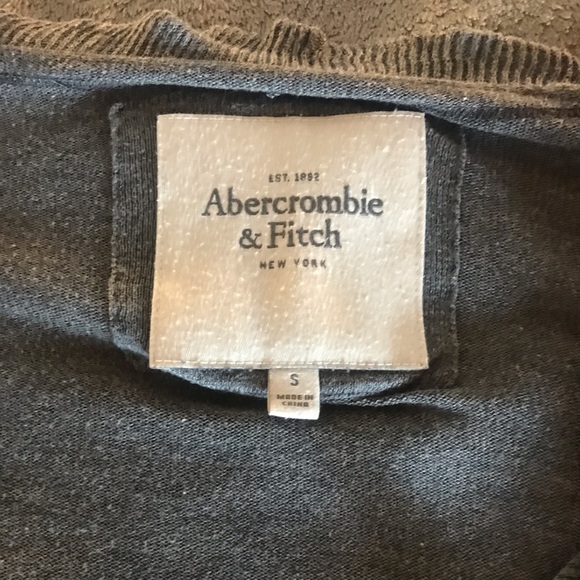 EST. 1892
Abercrombie
& Fitch
NEW YORK
S
MADE IN
CHINA